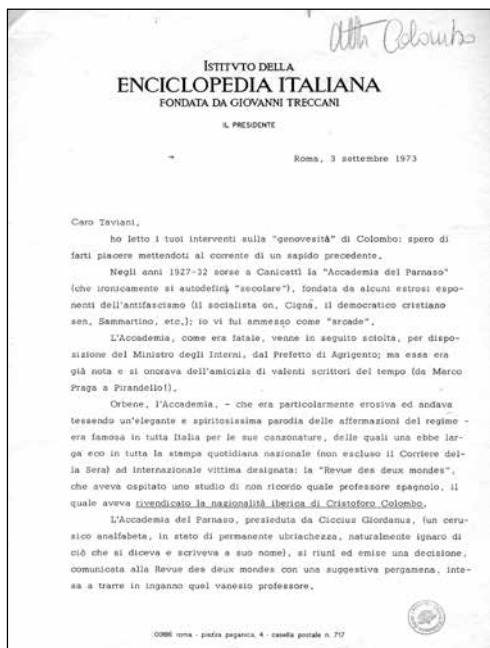 Atti Colombo
ISTITVTO DELLA
ENCICLOPEDIA ITALIANA
FONDATA DA GIOVANNI TRECCANI
IL PRESIDENTE
Roma, 3 settembre 1973
Caro Taviani,
ho letto i tuoi interventi sulla "genovesità" di Colombo: spero di
farti piacere mettendoti al corrente di un sapido precedente.
Negli anni 1927-32 sorse a Canicattì la "Accademia del Parnaso"
(che ironicamente si autodefinì "secolare"), fondata da alcuni estrosi espo-
nenti dell'antifascismo (il socialista on. Cigna, il democratico cristiano
sen. Sammartino, etc.); io vi fui ammesso come "arcade".
L'Accademia, come era fatale, venne in seguito sciolta, per dispo-
sizione del Ministro degli Interni, dal Prefetto di Agrigento; ma essa era
già nota e si onorava dell'amicizia di valenti scrittori del tempo (da Marco
Praga a Pirandello!).
Orbene, l'Accademia, - che era particolarmente erosiva ed andava
tessendo un'elegante e spiritosissima parodia delle affermazioni del regime -
era famosa in tutta Italia per le sue canzonature, delle quali una ebbe lar-
ga eco in tutta la stampa quotidiana nazionale (non escluso il Corriere del-
la Sera) ad internazionale vittima designata: la "Revue des deux mondes",
che aveva ospitato uno studio di non ricordo quale professore spagnolo, il
quale aveva rivendicato la nazionalità iberica di Cristoforo Colombo.
L'Accademia del Parnaso, presieduta da Ciccius Giordanus, (un ceru-
sico analfabeta, in stato di permanente ubriachezza, naturalmente ignaro di
ciò che si diceva e scriveva a suo nome), si riunì ed emise una decisione,
comunicata alla Revue des deux mondes con una suggestiva pergamena, inte-
sa a trarre in inganno quel vanesio professore.
00186 roma - piazza paganica, 4 - casella postale n. 717